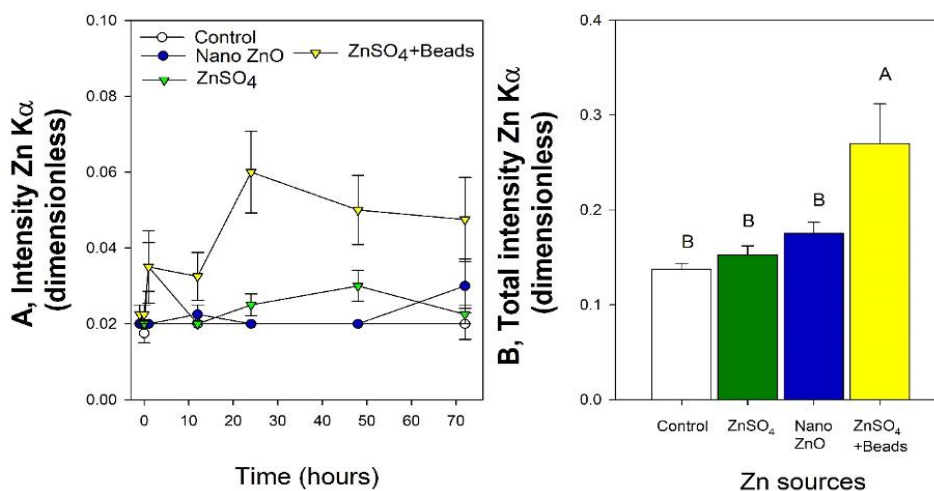 A, Intensity Zn Kα
(dimensionless)
0.10
0.08
0.06
0.04
0.02
0.00
Control
Nano ZnO
ZnSO₄
ZnSO₄+Beads
0 10 20 30 40 50 60 70
Time (hours)
B, Total intensity Zn Kα
(dimensionless)
0.4
0.3
0.2
0.1
0.0
B
B
B
A
Control
ZnSO₄
Nano
ZnO
ZnSO₄
+Beads
Zn sources